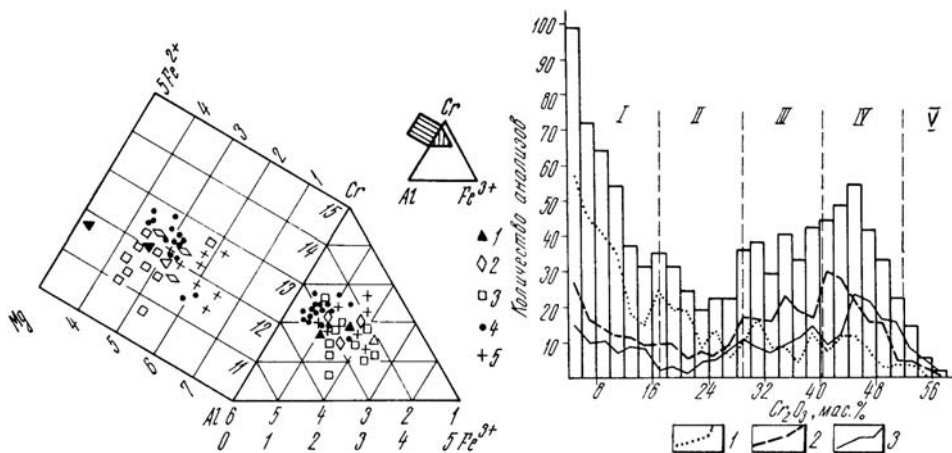 5Fe²⁺
4
3
2
1
Cr
15
14
13
12
11
Mg
4
5
6
7
Al 6 5 4 3 2 1
0 1 2 3 4 5Fe³⁺
Cr
Al Fe³⁺
1
2
3
4
5
Количество анализов
100
90
80
70
60
50
40
30
20
10
I II III IV V
8 16 24 32 40 48 56
Cr₂O₃, мас.%
1 2 3